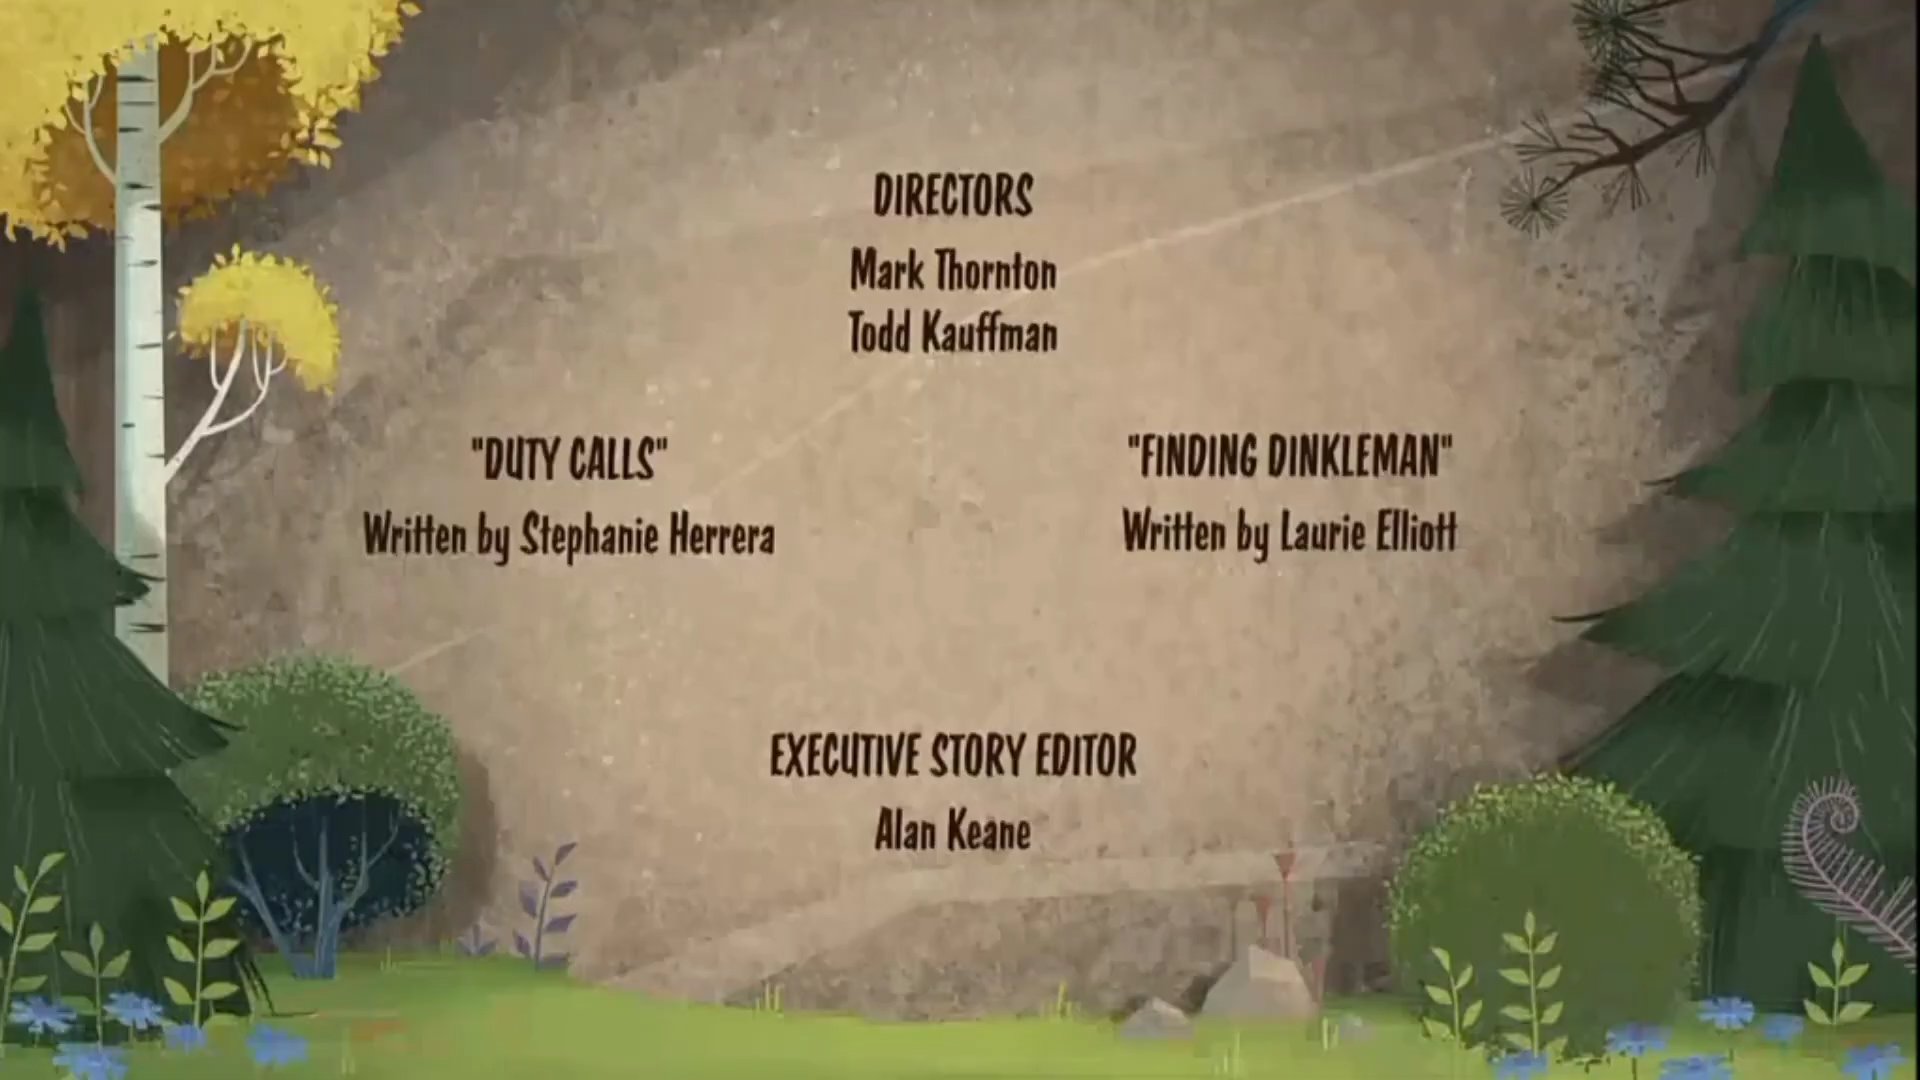 DIRECTORS
Mark Thornton
Todd Kauffman
"DUTY CALLS"
Written by Stephanie Herrera
"FINDING DINKLEMAN"
Written by Laurie Elliott
EXECUTIVE STORY EDITOR
Alan Keane